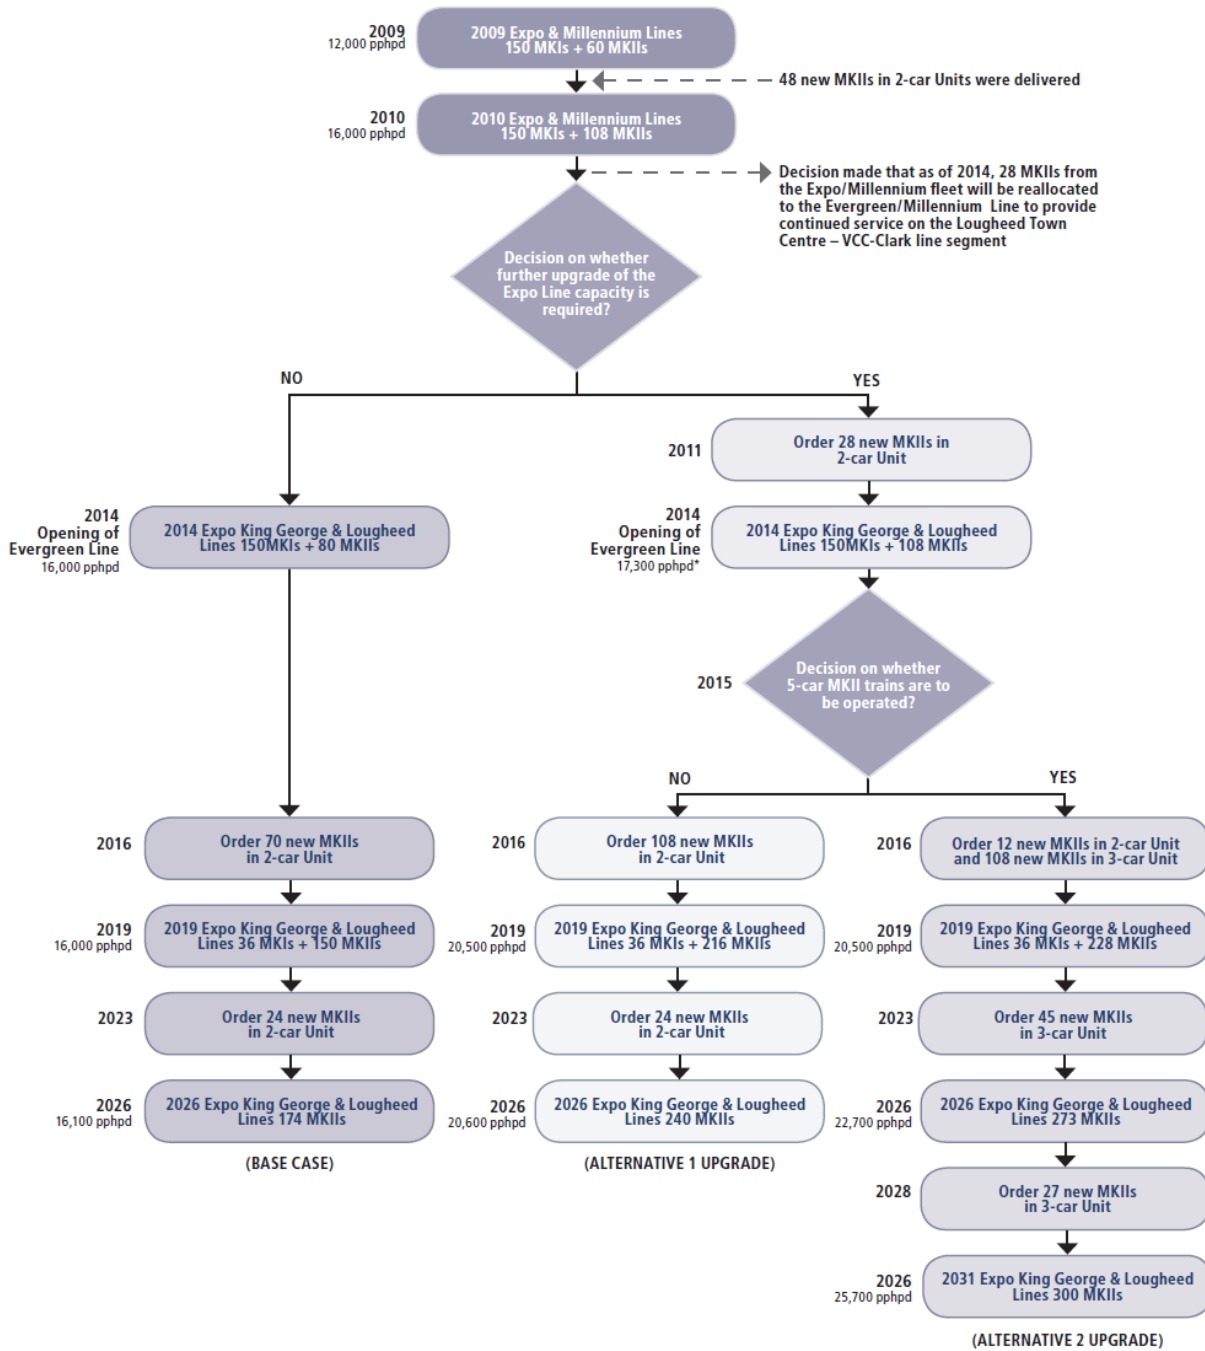 2009
12,000 pphpd
2009 Expo & Millennium Lines
150 MKIs + 60 MKIIs
48 new MKIIs in 2-car Units were delivered
2010
16,000 pphpd
2010 Expo & Millennium Lines
150 MKIs + 108 MKIIs
Decision made that as of 2014, 28 MKIIs from
the Expo/Millennium fleet will be reallocated
to the Evergreen/Millennium Line to provide
continued service on the Lougheed Town
Centre – VCC-Clark line segment
Decision on whether
further upgrade of the
Expo Line capacity is
required?
NO
YES
2011
Order 28 new MKIIs in
2-car Unit
2014
Opening of
Evergreen Line
16,000 pphpd
2014 Expo King George & Lougheed
Lines 150MKIs + 80 MKIIs
2014
Opening of
Evergreen Line
17,300 pphpd*
2014 Expo King George & Lougheed
Lines 150MKIs + 108 MKIIs
2015
Decision on whether
5-car MKII trains are to
be operated?
NO
YES
2016
Order 70 new MKIIs
in 2-car Unit
2016
Order 108 new MKIIs
in 2-car Unit
2016
Order 12 new MKIIs in 2-car Unit
and 108 new MKIIs in 3-car Unit
2019
16,000 pphpd
2019 Expo King George & Lougheed
Lines 36 MKIs + 150 MKIIs
2019
20,500 pphpd
2019 Expo King George & Lougheed
Lines 36 MKIs + 216 MKIIs
2019
20,500 pphpd
2019 Expo King George & Lougheed
Lines 36 MKIs + 228 MKIIs
2023
Order 24 new MKIIs
in 2-car Unit
2023
Order 24 new MKIIs
in 2-car Unit
2023
Order 45 new MKIIs
in 3-car Unit
2026
16,100 pphpd
2026 Expo King George & Lougheed
Lines 174 MKIIs
2026
20,600 pphpd
2026 Expo King George & Lougheed
Lines 240 MKIIs
2026
22,700 pphpd
2026 Expo King George & Lougheed
Lines 273 MKIIs
(BASE CASE)
(ALTERNATIVE 1 UPGRADE)
2028
Order 27 new MKIIs
in 3-car Unit
2026
25,700 pphpd
2031 Expo King George & Lougheed
Lines 300 MKIIs
(ALTERNATIVE 2 UPGRADE)